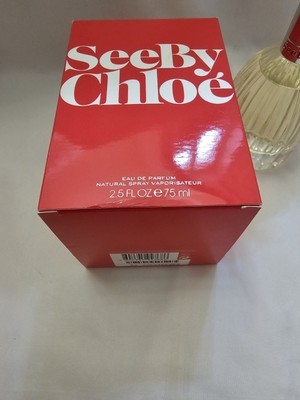 SeeBy
Chloé
EAU DE PARFUM
NATURAL SPRAY VAPORISATEUR
2.5 FL.OZ e 75 ml